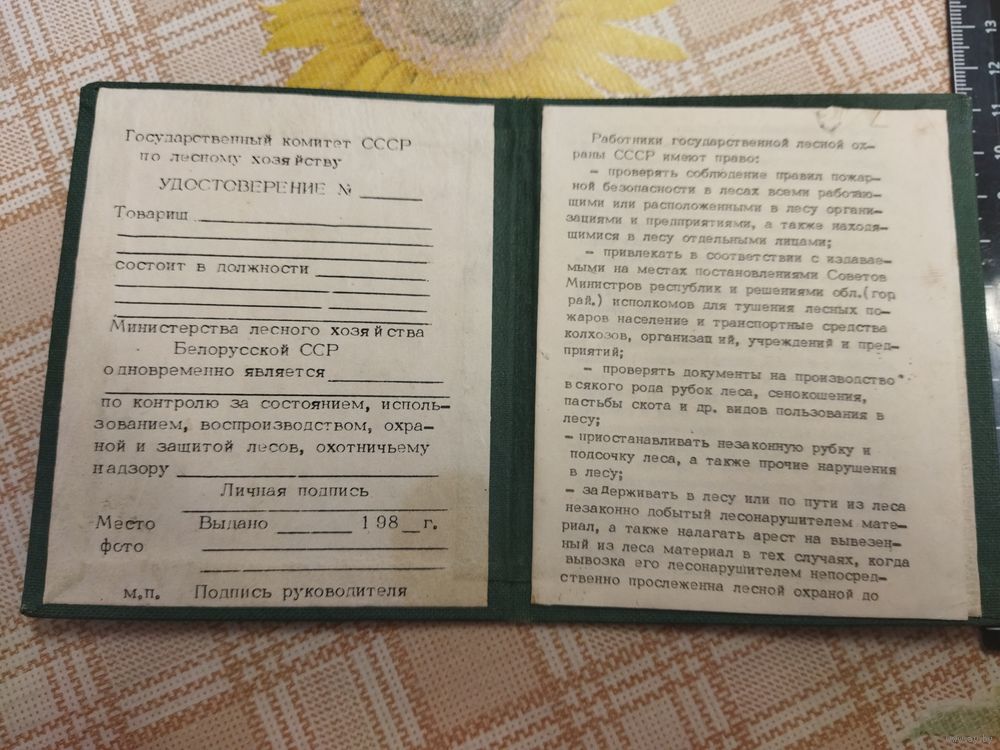 Государственный комитет СССР
по лесному хозяйству
УДОСТОВЕРЕНИЕ № ______
Товарищ
состоит в должности
Министерства лесного хозяйства
Белорусской ССР
одновременно является
по контролю за состоянием, исполь-
зованием, воспроизводством, охра-
ной и защитой лесов, охотничьему
надзору
Личная подпись
Место Выдано ____ 198_ г.
фото
м.п. Подпись руководителя
Работники государственной лесной ох-
раны СССР имеют право:
- проверять соблюдение правил пожар-
ной безопасности в лесах всеми работаю-
щими или расположенными в лесу органи-
зациями и предприятиями, а также находя-
щимися в лесу отдельными лицами;
- привлекать в соответствии с издавае-
мыми на местах постановлениями Советов
Министров республик и решениями обл.(гор
рай.) исполкомов для тушения лесных по-
жаров население и транспортные средства
колхозов, организаций, учреждений и пред-
приятий;
- проверять документы на производство
всякого рода рубок леса, сенокошения,
пастьбы скота и др. видов пользования в
лесу;
- приостанавливать незаконную рубку и
подсочку леса, а также прочие нарушения
в лесу;
- задерживать в лесу или по пути из леса
незаконно добытый лесонарушителем мате-
риал, а также налагать арест на вывезен-
ный из леса материал в тех случаях, когда
вывозка его лесонарушителем непосред-
ственно прослеженна лесной охраной до
13
12
11